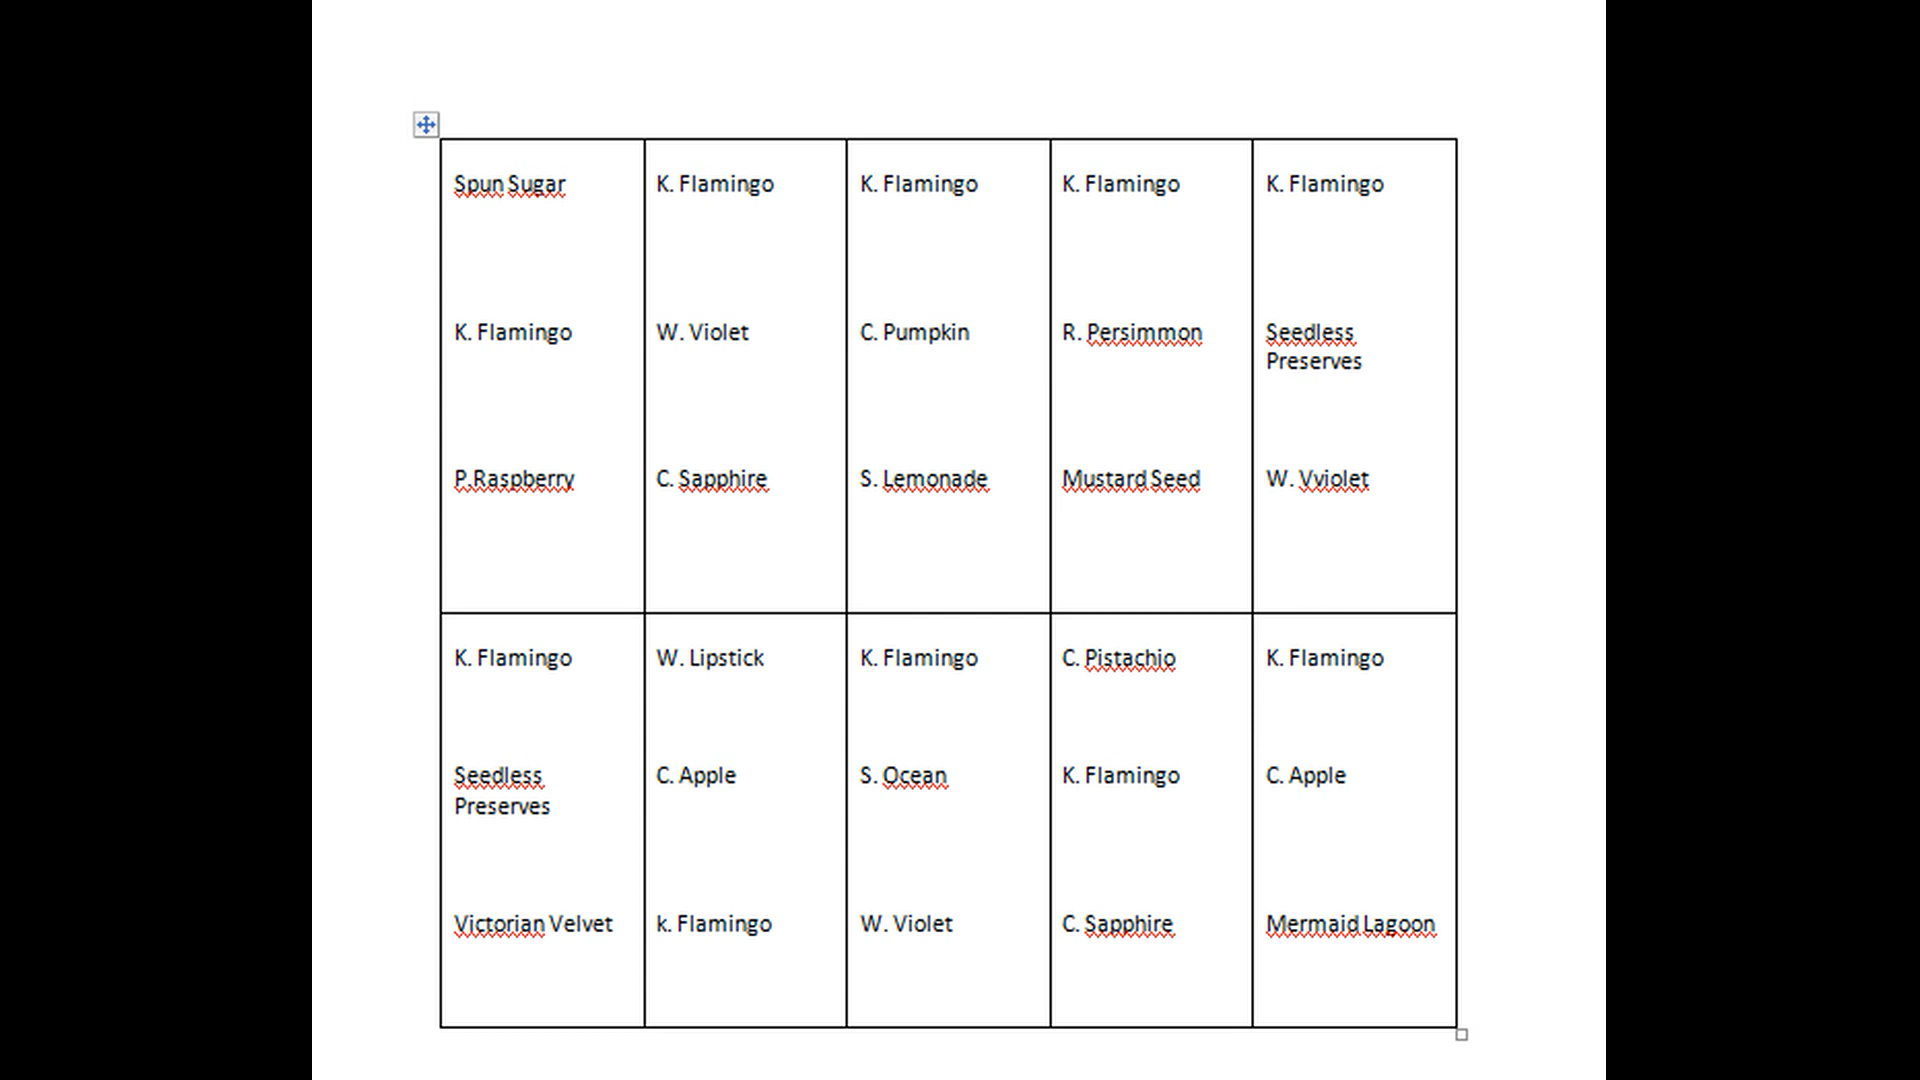 Spun Sugar
K. Flamingo
P.Raspberry
K. Flamingo
W. Violet
C. Sapphire
K. Flamingo
C. Pumpkin
S. Lemonade
K. Flamingo
R. Persimmon
Mustard Seed
K. Flamingo
Seedless
Preserves
W. Vviolet
K. Flamingo
Seedless
Preserves
Victorian Velvet
W. Lipstick
C. Apple
k. Flamingo
K. Flamingo
S. Ocean
W. Violet
C. Pistachio
K. Flamingo
C. Sapphire
K. Flamingo
C. Apple
Mermaid Lagoon